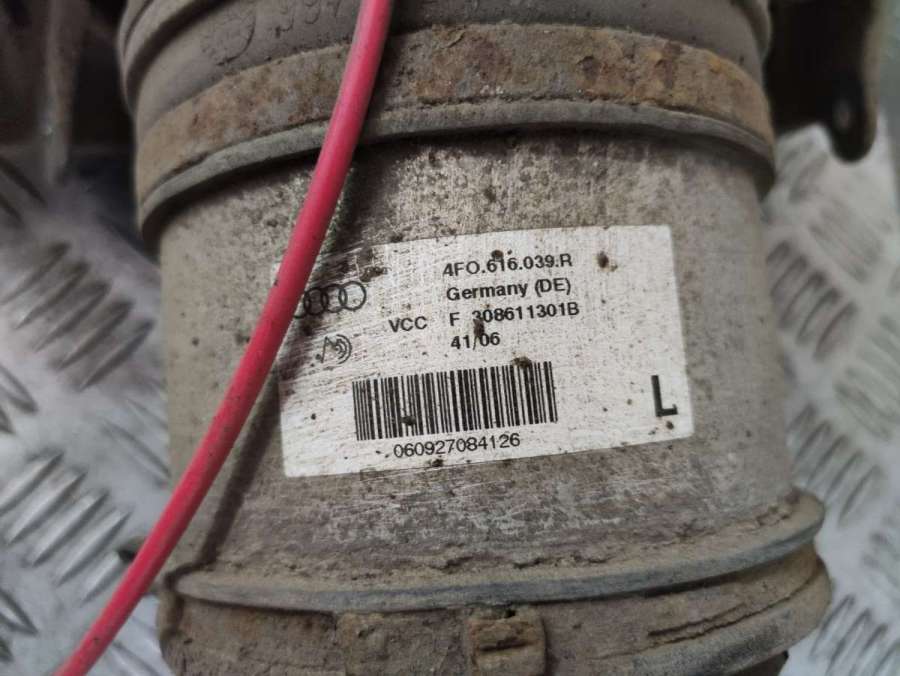 4FO.616.039.R
Germany (DE)
VCC F 308611301B
41/06
L
060927084126